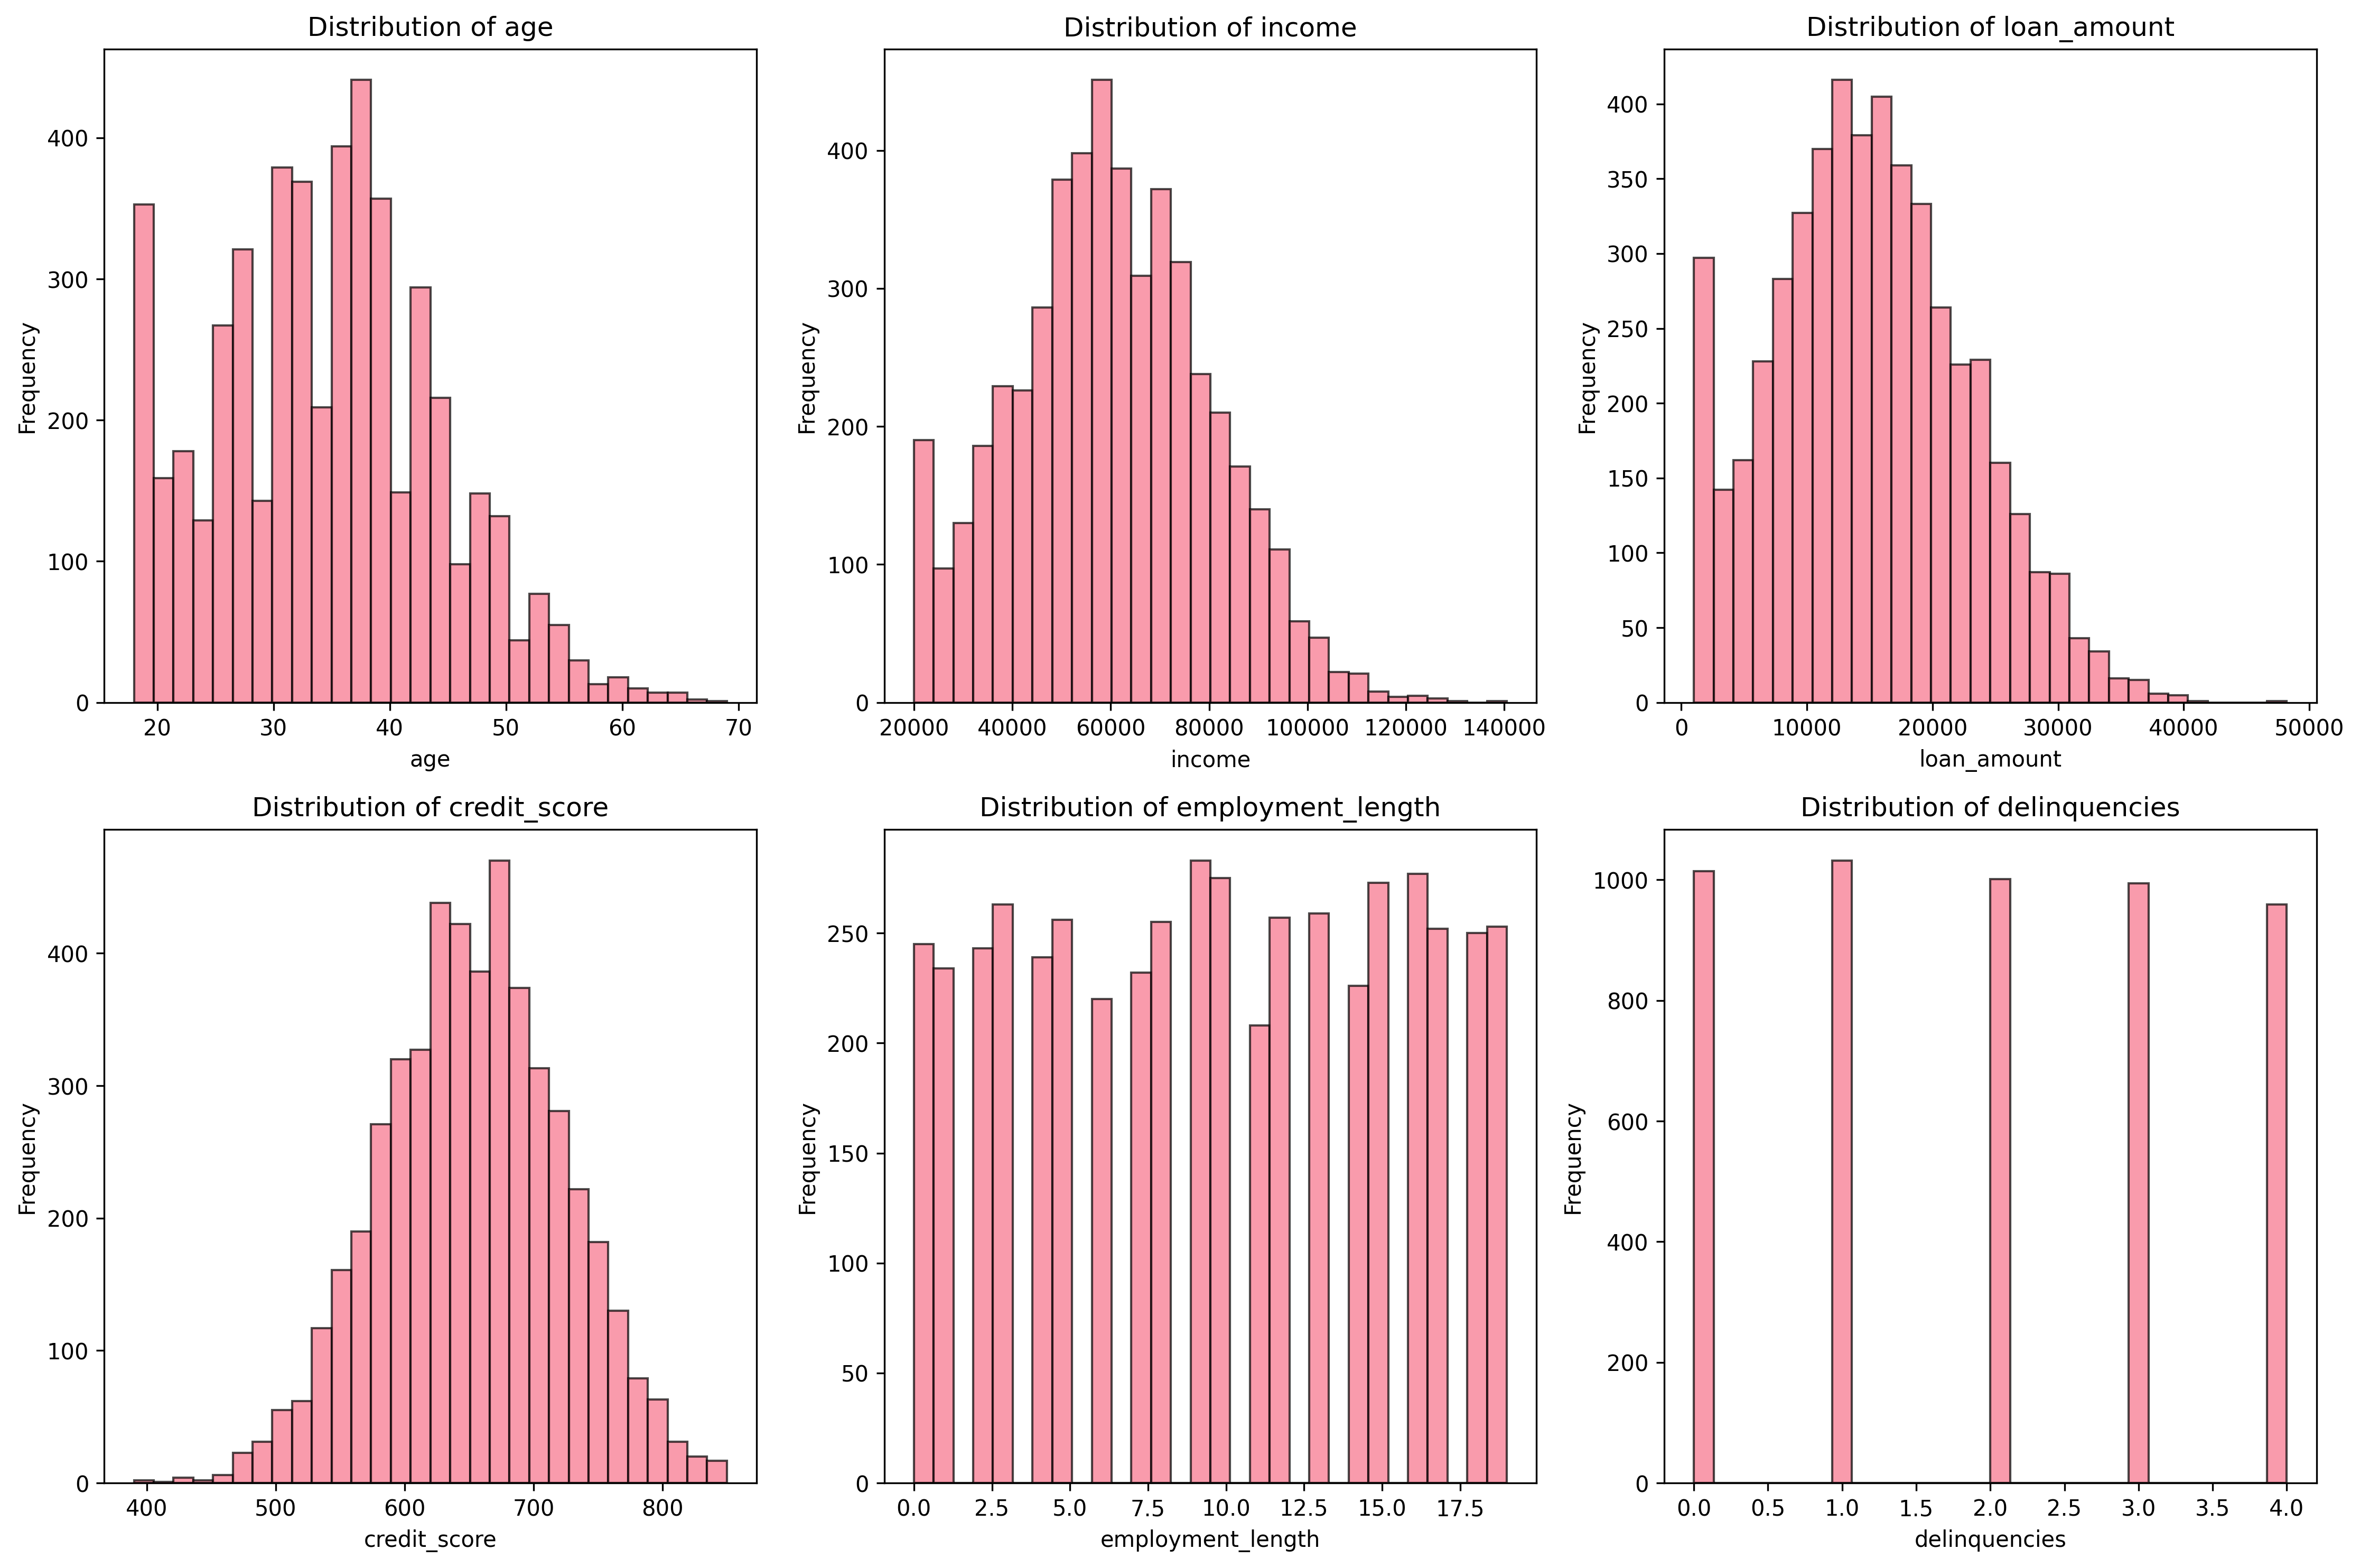 Distribution of age
400
300
200
100
0
Frequency
20 30 40 50 60 70
age
Distribution of income
400
300
200
100
0
Frequency
20000 40000 60000 80000 100000 120000 140000
income
Distribution of loan_amount
400
350
300
250
200
150
100
50
0
Frequency
0 10000 20000 30000 40000 50000
loan_amount
Distribution of credit_score
400
300
200
100
0
Frequency
400 500 600 700 800
credit_score
Distribution of employment_length
250
200
150
100
50
0
Frequency
0.0 2.5 5.0 7.5 10.0 12.5 15.0 17.5
employment_length
Distribution of delinquencies
1000
800
600
400
200
0
Frequency
0.0 0.5 1.0 1.5 2.0 2.5 3.0 3.5 4.0
delinquencies